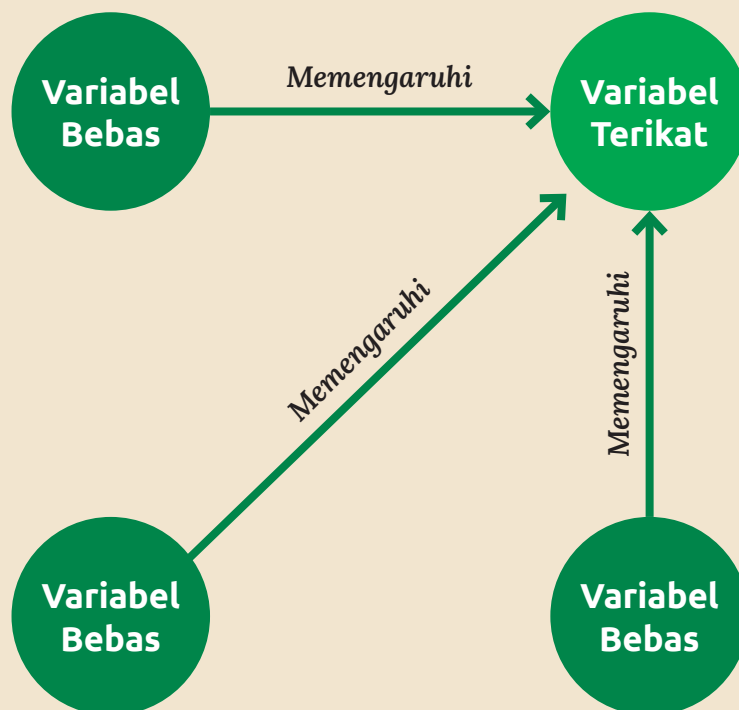 Variabel
Bebas
Memengaruhi
Variabel
Terikat
Memengaruhi
Memengaruhi
Variabel
Bebas
Variabel
Bebas